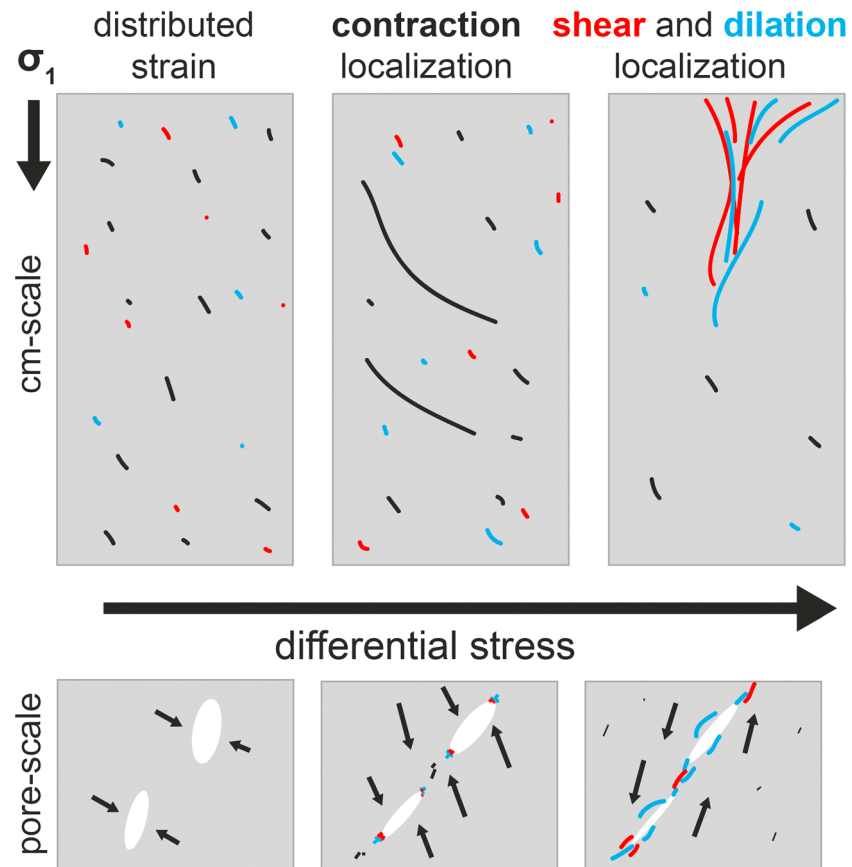 distributed
strain
contraction
localization
shear and dilation
localization
σ1
cm-scale
differential stress
pore-scale